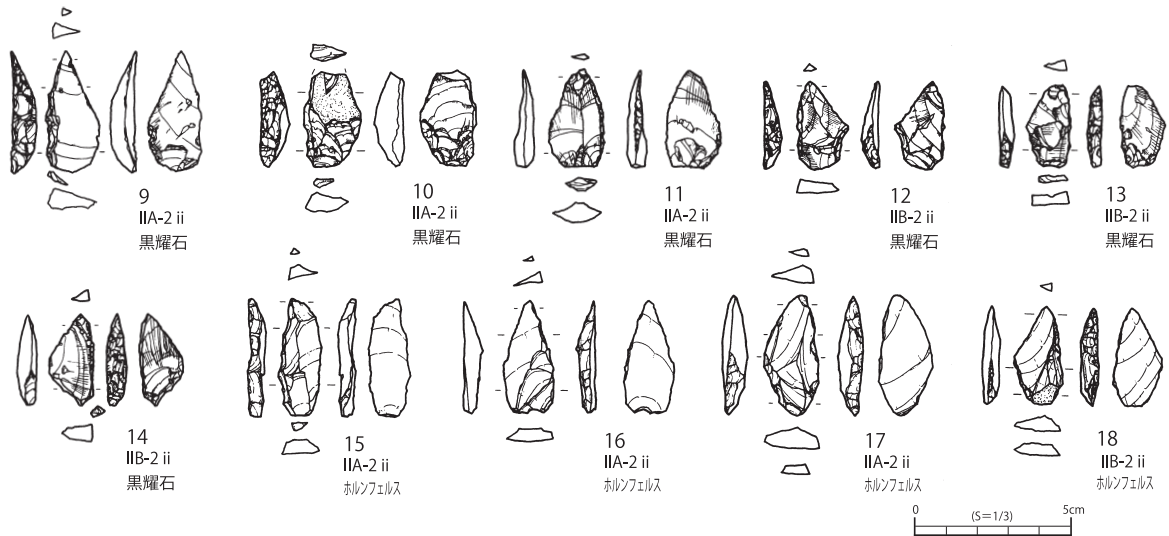 9
ⅡA-2 ⅱ
黒耀石
10
ⅡA-2 ⅱ
黒耀石
11
ⅡA-2 ⅱ
黒耀石
12
ⅡB-2 ⅱ
黒耀石
13
ⅡB-2 ⅱ
黒耀石
14
ⅡB-2 ⅱ
黒耀石
15
ⅡA-2 ⅱ
ﾎﾙﾝﾌｪﾙｽ
16
ⅡA-2 ⅱ
ﾎﾙﾝﾌｪﾙｽ
17
ⅡA-2 ⅱ
ﾎﾙﾝﾌｪﾙｽ
18
ⅡB-2 ⅱ
ﾎﾙﾝﾌｪﾙｽ
0 (S=1/3) 5cm